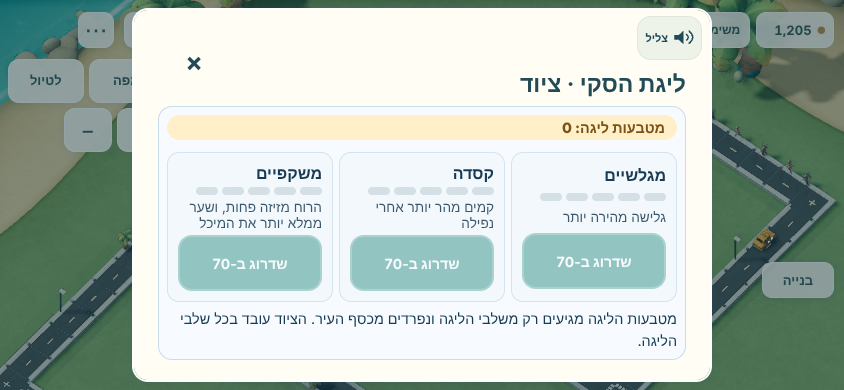 1,205
משימ
צליל
...
לטיול
מפה
–
בנייה
×
ליגת הסקי · ציוד
מטבעות ליגה: 0
מגלשיים
גלישה מהירה יותר
שדרוג ב-70
קסדה
קמים מהר יותר אחרי
נפילה
שדרוג ב-70
משקפיים
הרוח מזיזה פחות, ושער
ממלא יותר את המיכל
שדרוג ב-70
מטבעות הליגה מגיעים רק משלבי הליגה ונפרדים מכסף העיר. הציוד עובד בכל שלבי
הליגה.